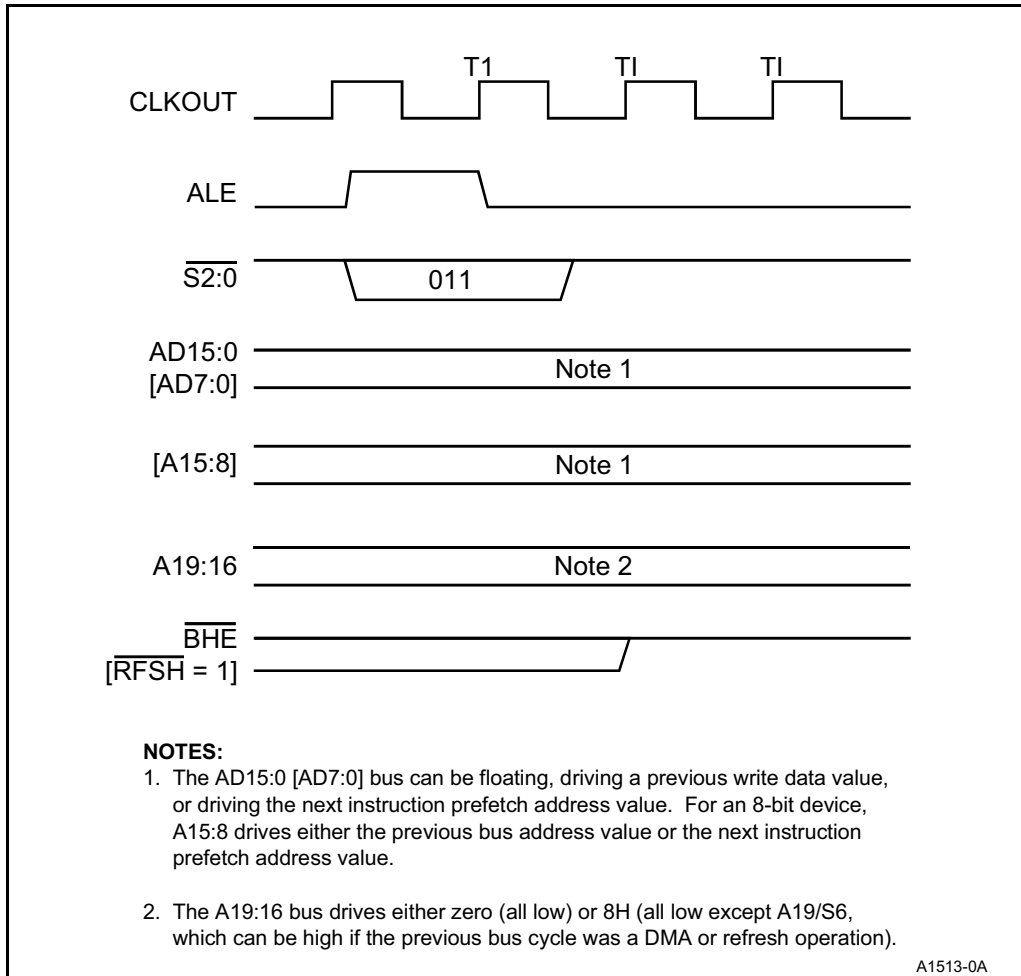 T1 TI TI
CLKOUT
ALE
S2:0
011
AD15:0
[AD7:0]
Note 1
[A15:8]
Note 1
A19:16
Note 2
BHE
[RFSH = 1]
NOTES:
1. The AD15:0 [AD7:0] bus can be floating, driving a previous write data value,
or driving the next instruction prefetch address value. For an 8-bit device,
A15:8 drives either the previous bus address value or the next instruction
prefetch address value.
2. The A19:16 bus drives either zero (all low) or 8H (all low except A19/S6,
which can be high if the previous bus cycle was a DMA or refresh operation).
A1513-0A